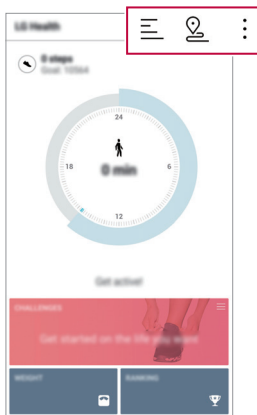 LG Health
0 steps
Goal: 10564
24
18
0 min
6
12
Get active!
CHALLENGES
Get started on the life you want
WEIGHT
RANKING